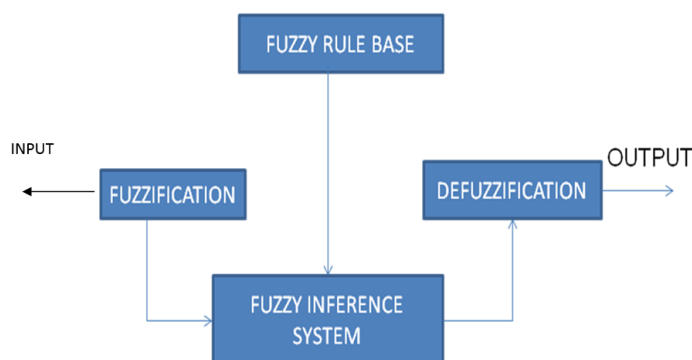 FUZZY RULE BASE
INPUT
FUZZIFICATION
DEFUZZIFICATION
OUTPUT
FUZZY INFERENCE
SYSTEM